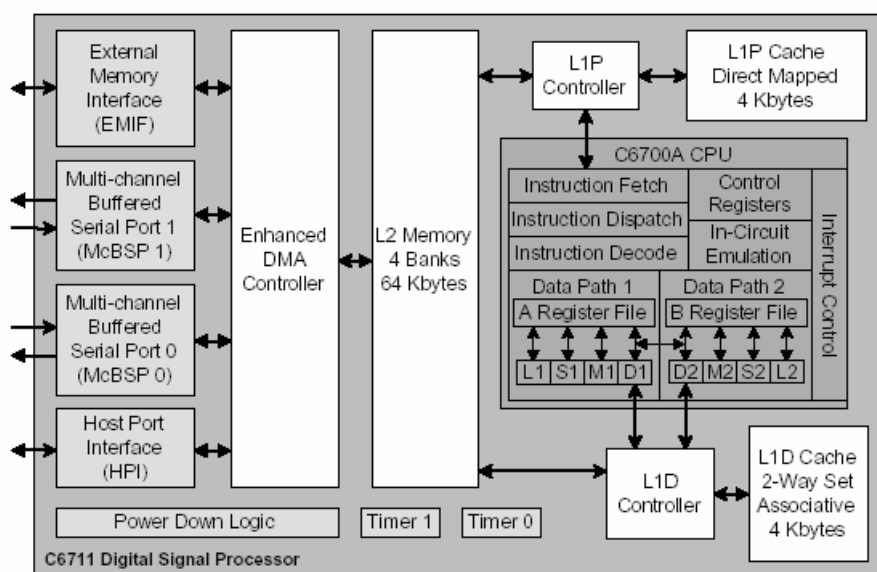 External
Memory
Interface
(EMIF)
Multi-channel
Buffered
Serial Port 1
(McBSP 1)
Multi-channel
Buffered
Serial Port 0
(McBSP 0)
Host Port
Interface
(HPI)
Power Down Logic
Enhanced
DMA
Controller
L2 Memory
4 Banks
64 Kbytes
Timer 1
Timer 0
L1P
Controller
L1P Cache
Direct Mapped
4 Kbytes
C6700A CPU
Instruction Fetch
Instruction Dispatch
Instruction Decode
Control
Registers
In-Circuit
Emulation
Interrupt Control
Data Path 1
A Register File
L1 S1 M1 D1
Data Path 2
B Register File
D2 M2 S2 L2
L1D
Controller
L1D Cache
2-Way Set
Associative
4 Kbytes
C6711 Digital Signal Processor